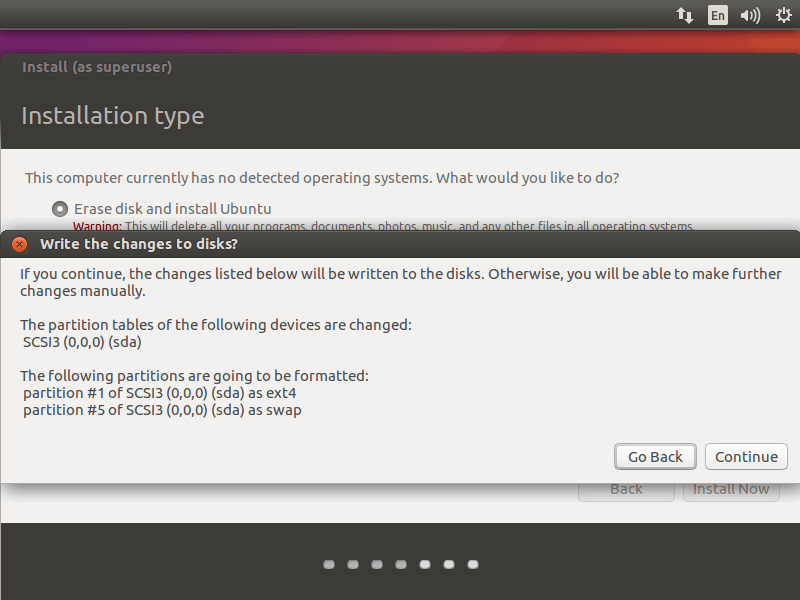 En
Install (as superuser)
Installation type
This computer currently has no detected operating systems. What would you like to do?
Erase disk and install Ubuntu
Warning: This will delete all your programs, documents, photos, music, and any other files in all operating systems.
Write the changes to disks?
If you continue, the changes listed below will be written to the disks. Otherwise, you will be able to make further
changes manually.
The partition tables of the following devices are changed:
SCSI3 (0,0,0) (sda)
The following partitions are going to be formatted:
partition #1 of SCSI3 (0,0,0) (sda) as ext4
partition #5 of SCSI3 (0,0,0) (sda) as swap
Go Back Continue
Back Install Now